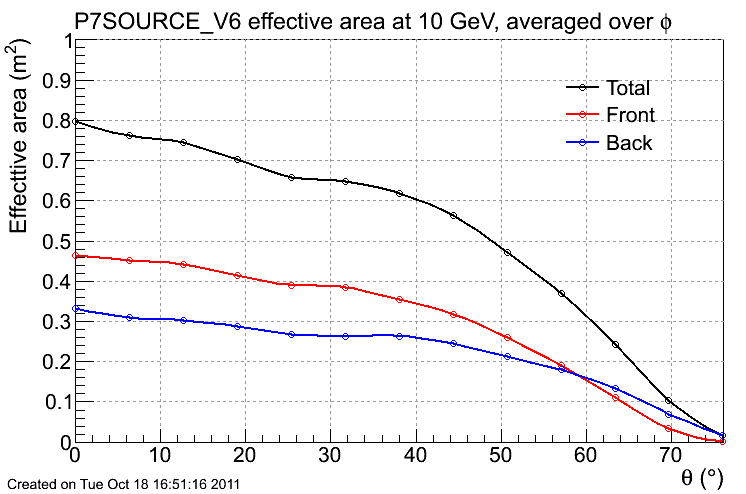 P7SOURCE_V6 effective area at 10 GeV, averaged over ϕ
Effecttive area (m²)
1
0.9
0.8
0.7
0.6
0.5
0.4
0.3
0.2
0.1
0
Total
Front
Back
0 10 20 30 40 50 60 70
θ (°)
Created on Tue Oct 18 16:51:16 2011